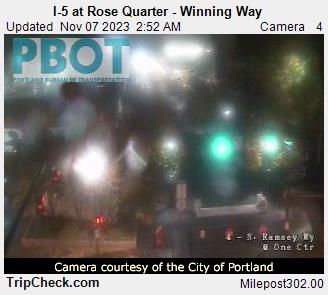 I-5 at Rose Quarter - Winning Way
Updated Nov 07 2023 2:52 AM Camera 4
PBOT
PORTLAND BUREAU OF TRANSPORTATION
4 - N. Ramsey Wy
@ One Ctr
Camera courtesy of the City of Portland
TripCheck.com Milepost302.00